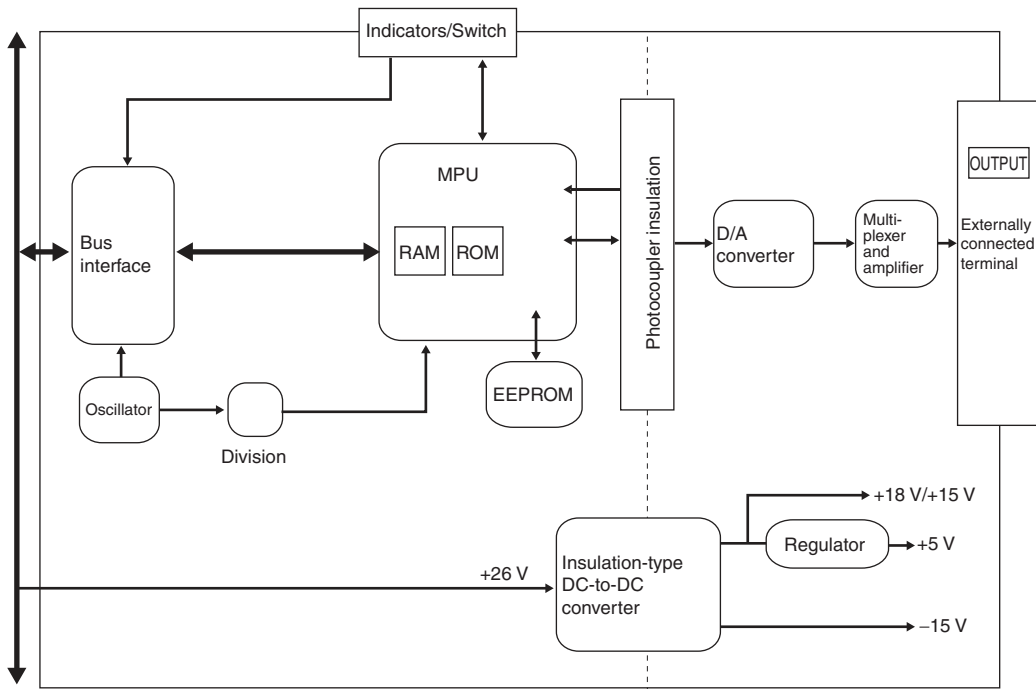 Indicators/Switch
Bus
interface
MPU
RAM
ROM
EEPROM
Oscillator
Division
Photocoupler insulation
D/A
converter
Multi-
plexer
and
amplifier
OUTPUT
Externally
connected
terminal
+26 V
Insulation-type
DC-to-DC
converter
+18 V/+15 V
Regulator
+5 V
−15 V